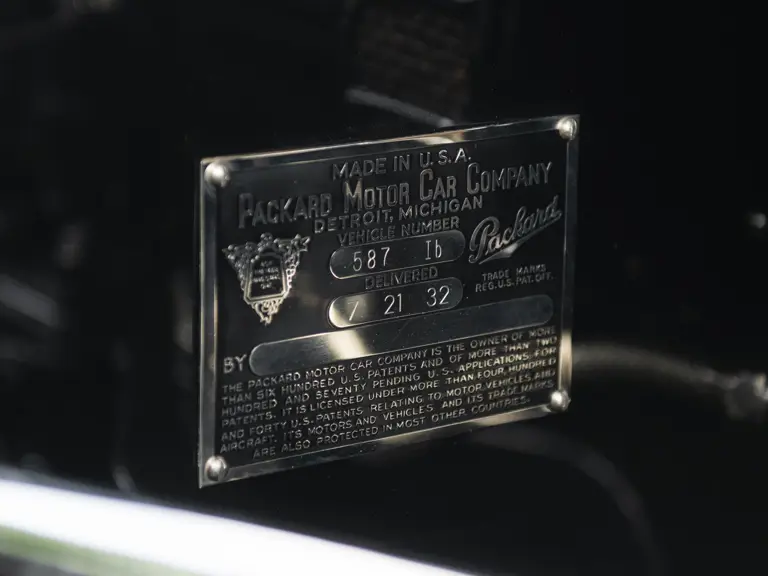 MADE IN U.S.A.
PACKARD MOTOR CAR COMPANY
DETROIT, MICHIGAN
VEHICLE NUMBER
587 Ib
Packard
DELIVERED
TRADE MARKS
REG. U.S. PAT. OFF.
/ 21 32
BY
THE PACKARD MOTOR CAR COMPANY IS THE OWNER OF MORE
THAN SIX HUNDRED U.S. PATENTS AND OF MORE THAN TWO
HUNDRED AND SEVENTY PENDING U.S. APPLICATIONS FOR
PATENTS. IT IS LICENSED UNDER MORE THAN FOUR HUNDRED
AND FORTY U.S. PATENTS RELATING TO MOTOR VEHICLES AND
AIRCRAFT. ITS MOTORS AND VEHICLES AND ITS TRADE MARKS
ARE ALSO PROTECTED IN MOST OTHER COUNTRIES.